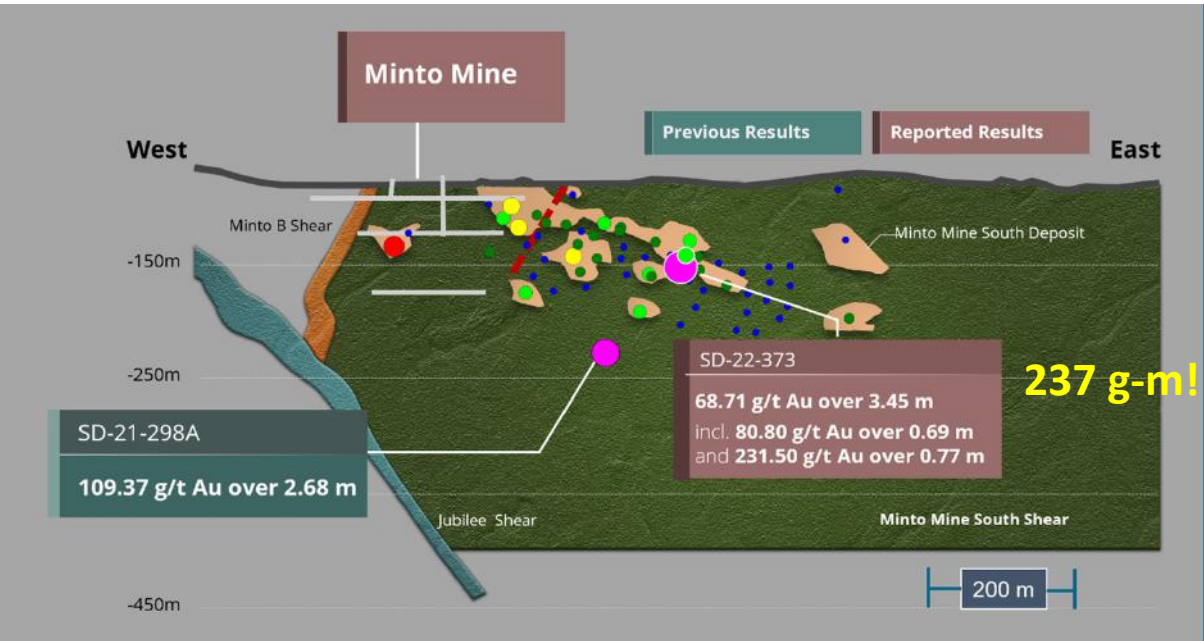 Minto Mine
Previous Results
Reported Results
West
East
Minto B Shear
Minto Mine South Deposit
-150m
-250m
SD-22-373
68.71 g/t Au over 3.45 m
incl. 80.80 g/t Au over 0.69 m
and 231.50 g/t Au over 0.77 m
237 g-m!
SD-21-298A
109.37 g/t Au over 2.68 m
Jubilee Shear
Minto Mine South Shear
200 m
-450m